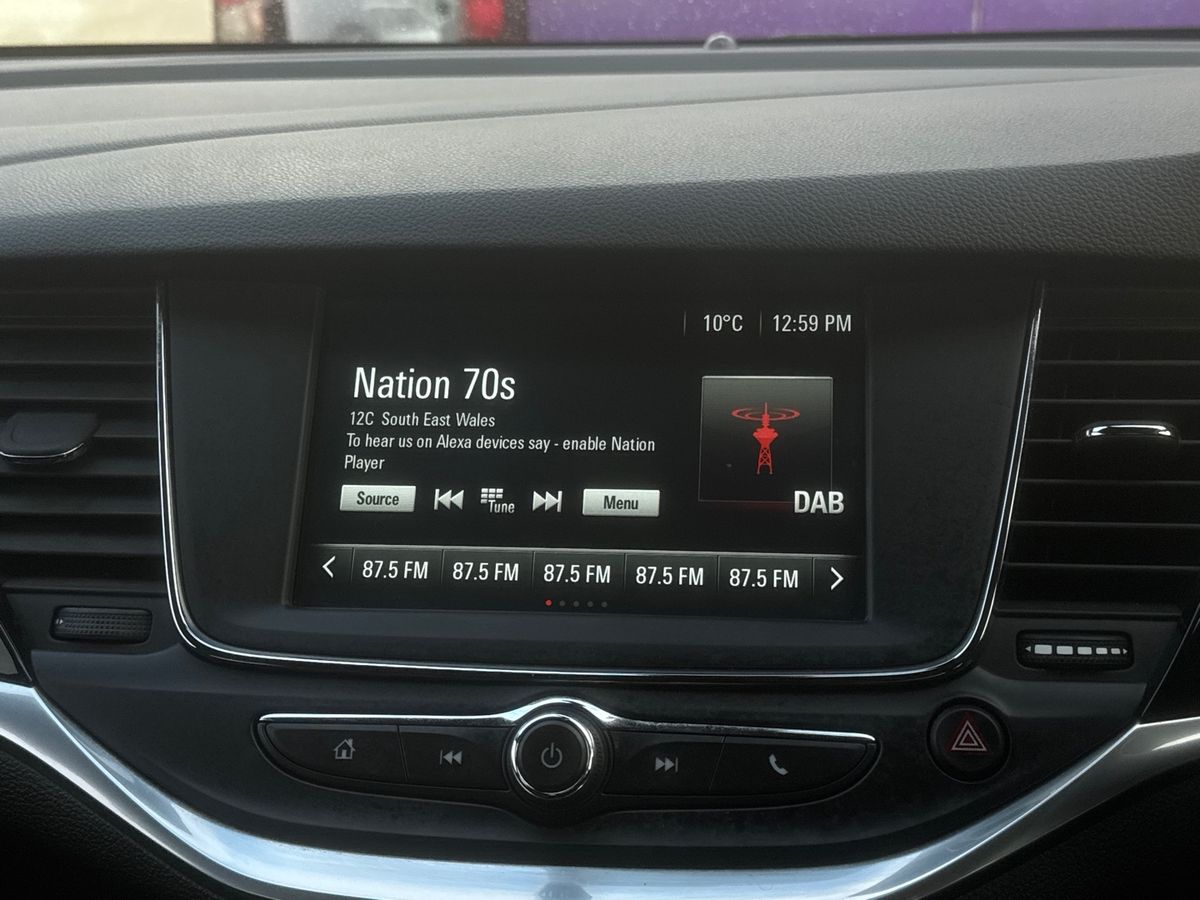 10°C 12:59 PM
Nation 70s
12C South East Wales
To hear us on Alexa devices say - enable Nation
Player
Source Tune Menu
DAB
87.5 FM 87.5 FM 87.5 FM 87.5 FM 87.5 FM